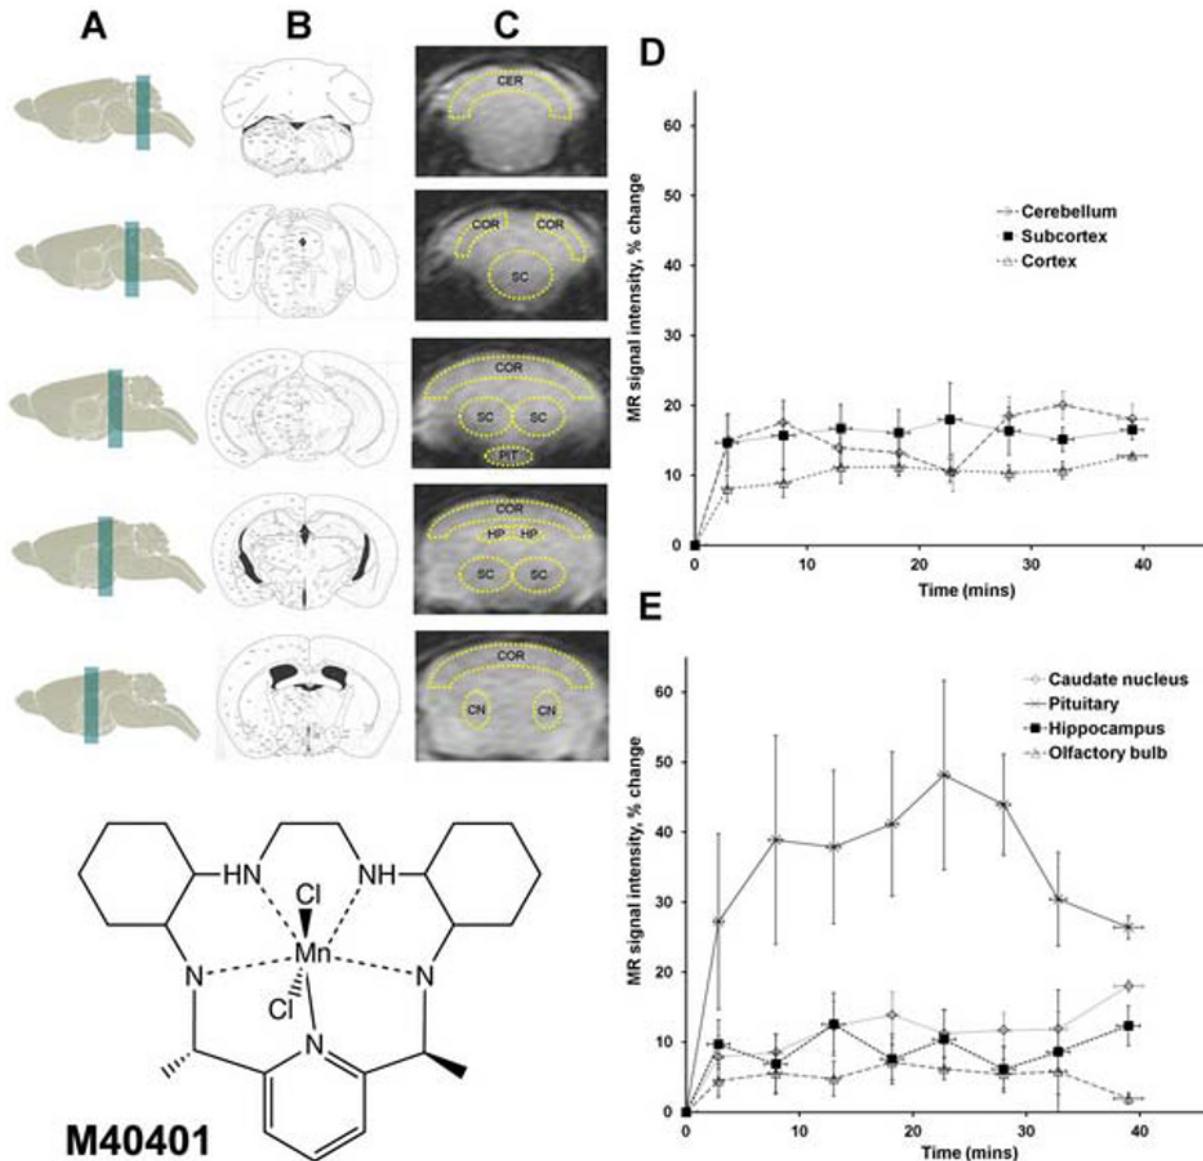 A
B
C
CER
COR
COR
SC
COR
SC
SC
PIT
COR
HP
HP
SC
SC
COR
CN
CN
D
MR signal intensity, % change
60
50
40
30
20
10
0
Cerebellum
Subcortex
Cortex
0
10
20
30
40
Time (mins)
E
MR signal intensity, % change
60
50
40
30
20
10
0
Caudate nucleus
Pituitary
Hippocampus
Olfactory bulb
0
10
20
30
40
Time (mins)
HN
NH
Cl
Mn
N
N
Cl
N
M40401